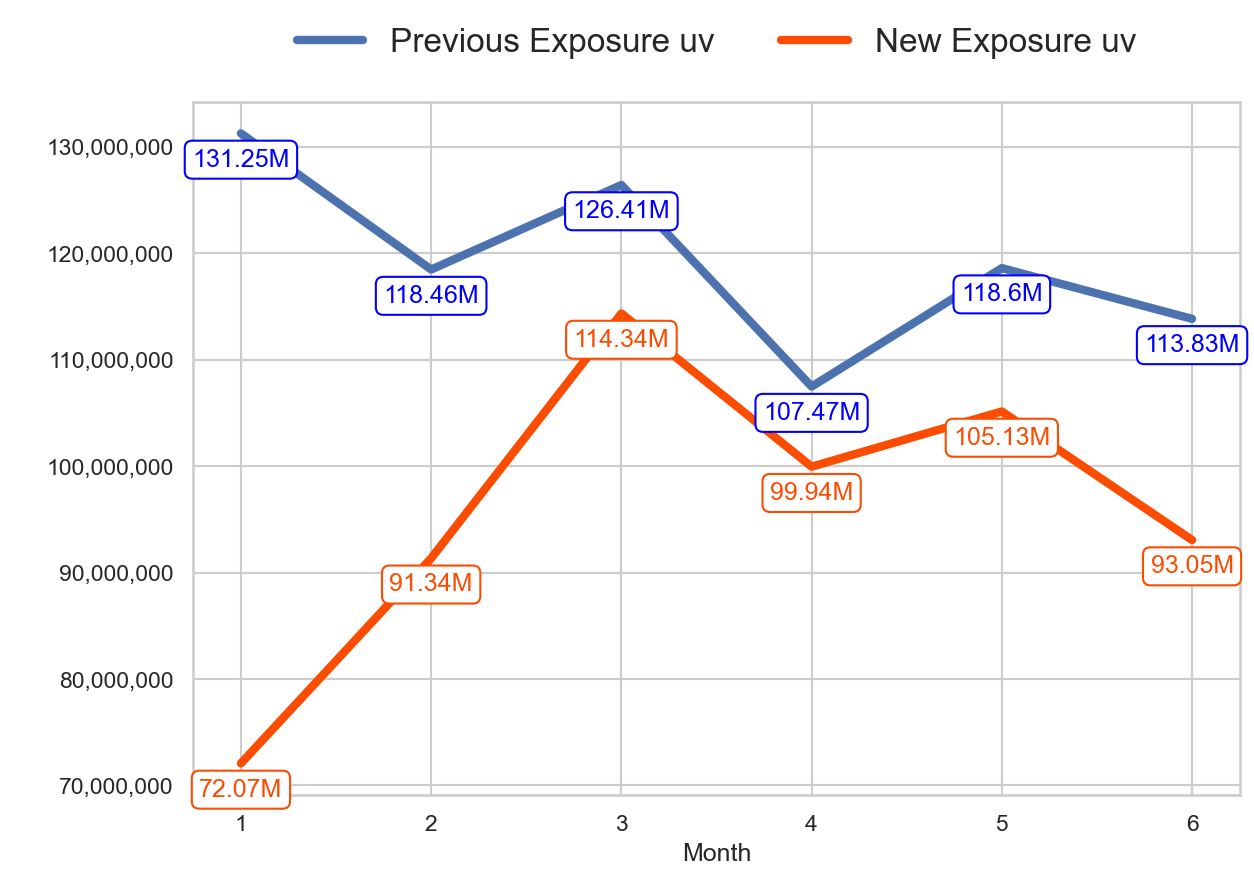 Previous Exposure uv New Exposure uv
130,000,000
131.25M
126.41M
120,000,000
118.46M
118.6M
114.34M
113.83M
110,000,000
107.47M
105.13M
100,000,000
99.94M
91.34M
93.05M
90,000,000
80,000,000
70,000,000
72.07M
1 2 3 4 5 6
Month